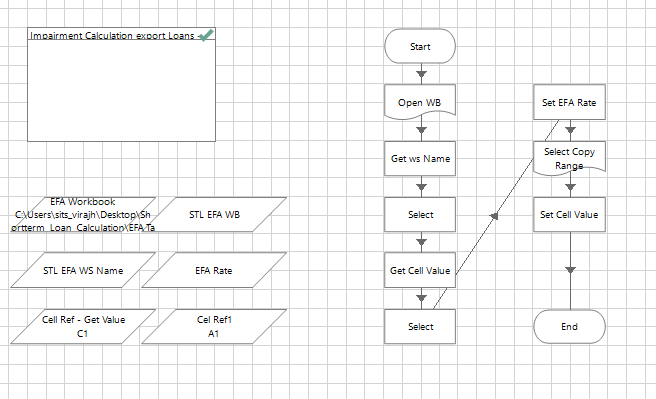 Impairment Calculation export Loans
Start
Open WB
Get ws Name
Select
Get Cell Value
Select
Set EFA Rate
Select Copy
Range
Set Cell Value
End
EFA Workbook
C:\Users\sits_virajh\Desktop\Sh
ortterm_Loan_Calculation\EFA Ta
STL EFA WB
STL EFA WS Name
EFA Rate
Cell Ref - Get Value
C1
Cel Ref1
A1